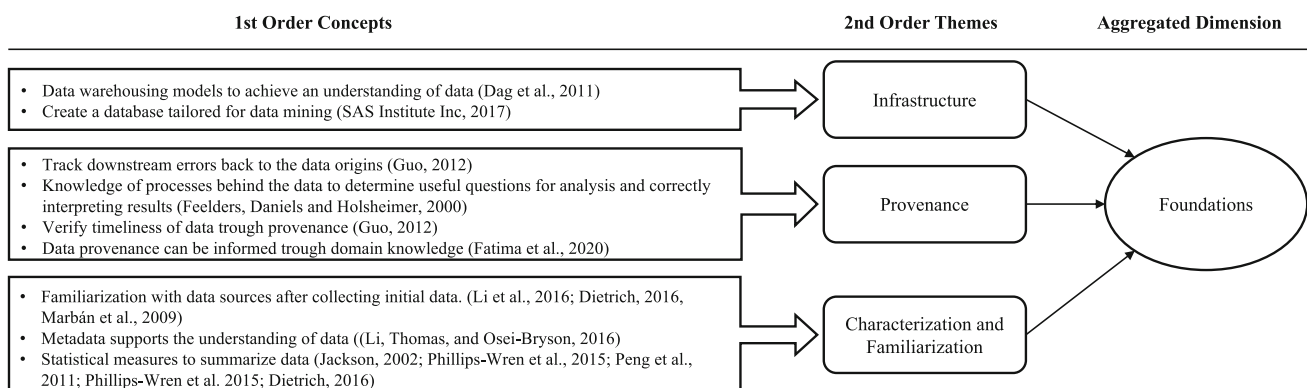 1st Order Concepts
2nd Order Themes
Aggregated Dimension
• Data warehousing models to achieve an understanding of data (Dag et al., 2011)
• Create a database tailored for data mining (SAS Institute Inc, 2017)
Infrastructure
• Track downstream errors back to the data origins (Guo, 2012)
• Knowledge of processes behind the data to determine useful questions for analysis and correctly
interpreting results (Feelders, Daniels and Holsheimer, 2000)
• Verify timeliness of data trough provenance (Guo, 2012)
• Data provenance can be informed trough domain knowledge (Fatima et al., 2020)
Provenance
Foundations
• Familiarization with data sources after collecting initial data. (Li et al., 2016; Dietrich, 2016,
Marbán et al., 2009)
• Metadata supports the understanding of data ((Li, Thomas, and Osei-Bryson, 2016)
• Statistical measures to summarize data (Jackson, 2002; Phillips-Wren et al., 2015; Peng et al.,
2011; Phillips-Wren et al. 2015; Dietrich, 2016)
Characterization and
Familiarization